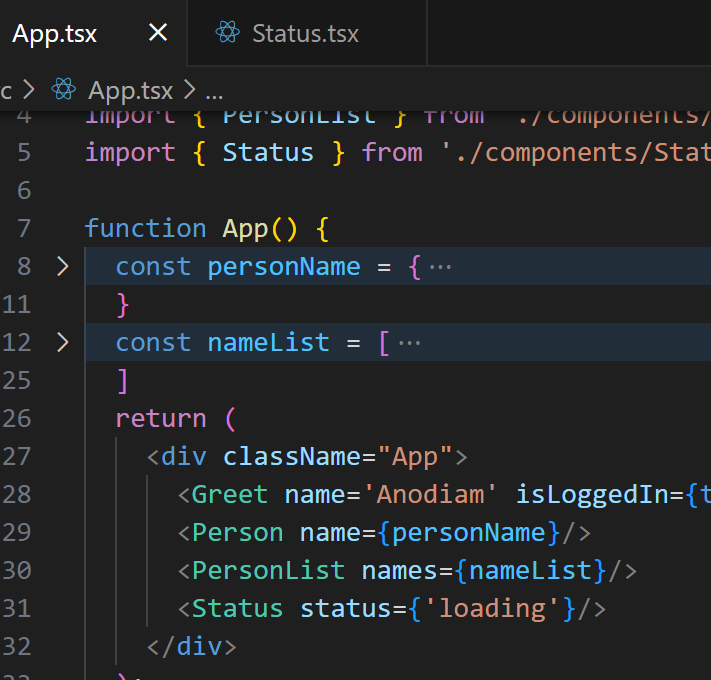 App.tsx × Status.tsx
c > App.tsx > ...
4 import { PersonList } from './components/
5 import { Status } from './components/Stat
6
7 function App() {
8 > const personName = { ...
11 }
12 > const nameList = [ ...
25 ]
26 return (
27 <div className="App">
28 <Greet name='Anodiam' isLoggedIn={t
29 <Person name={personName}/>
30 <PersonList names={nameList}/>
31 <Status status={'loading'}/>
32 </div>
33 );